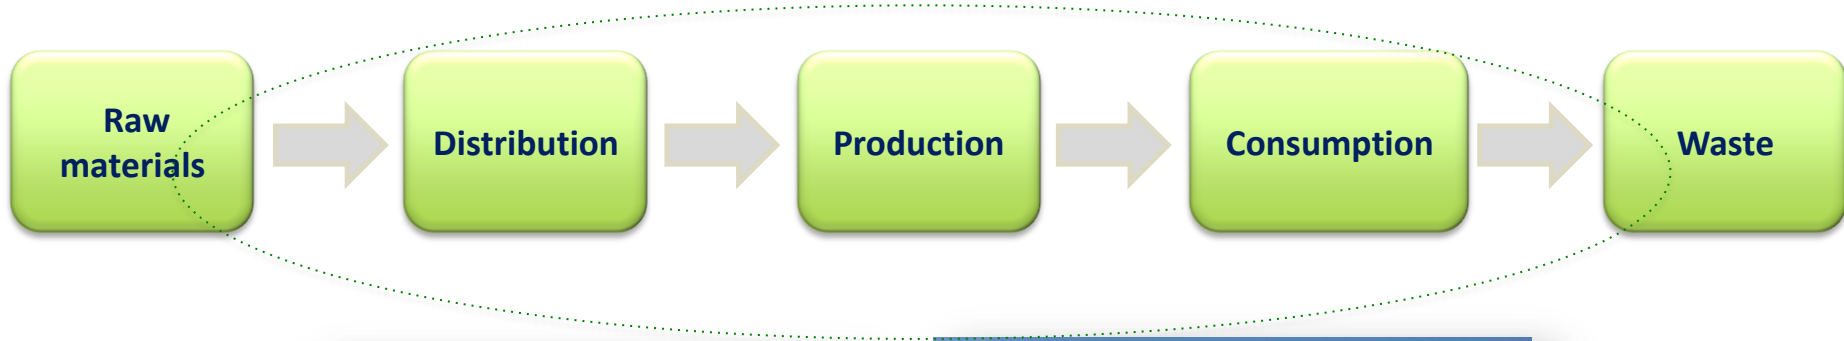 Raw
materials
Distribution
Production
Consumption
Waste